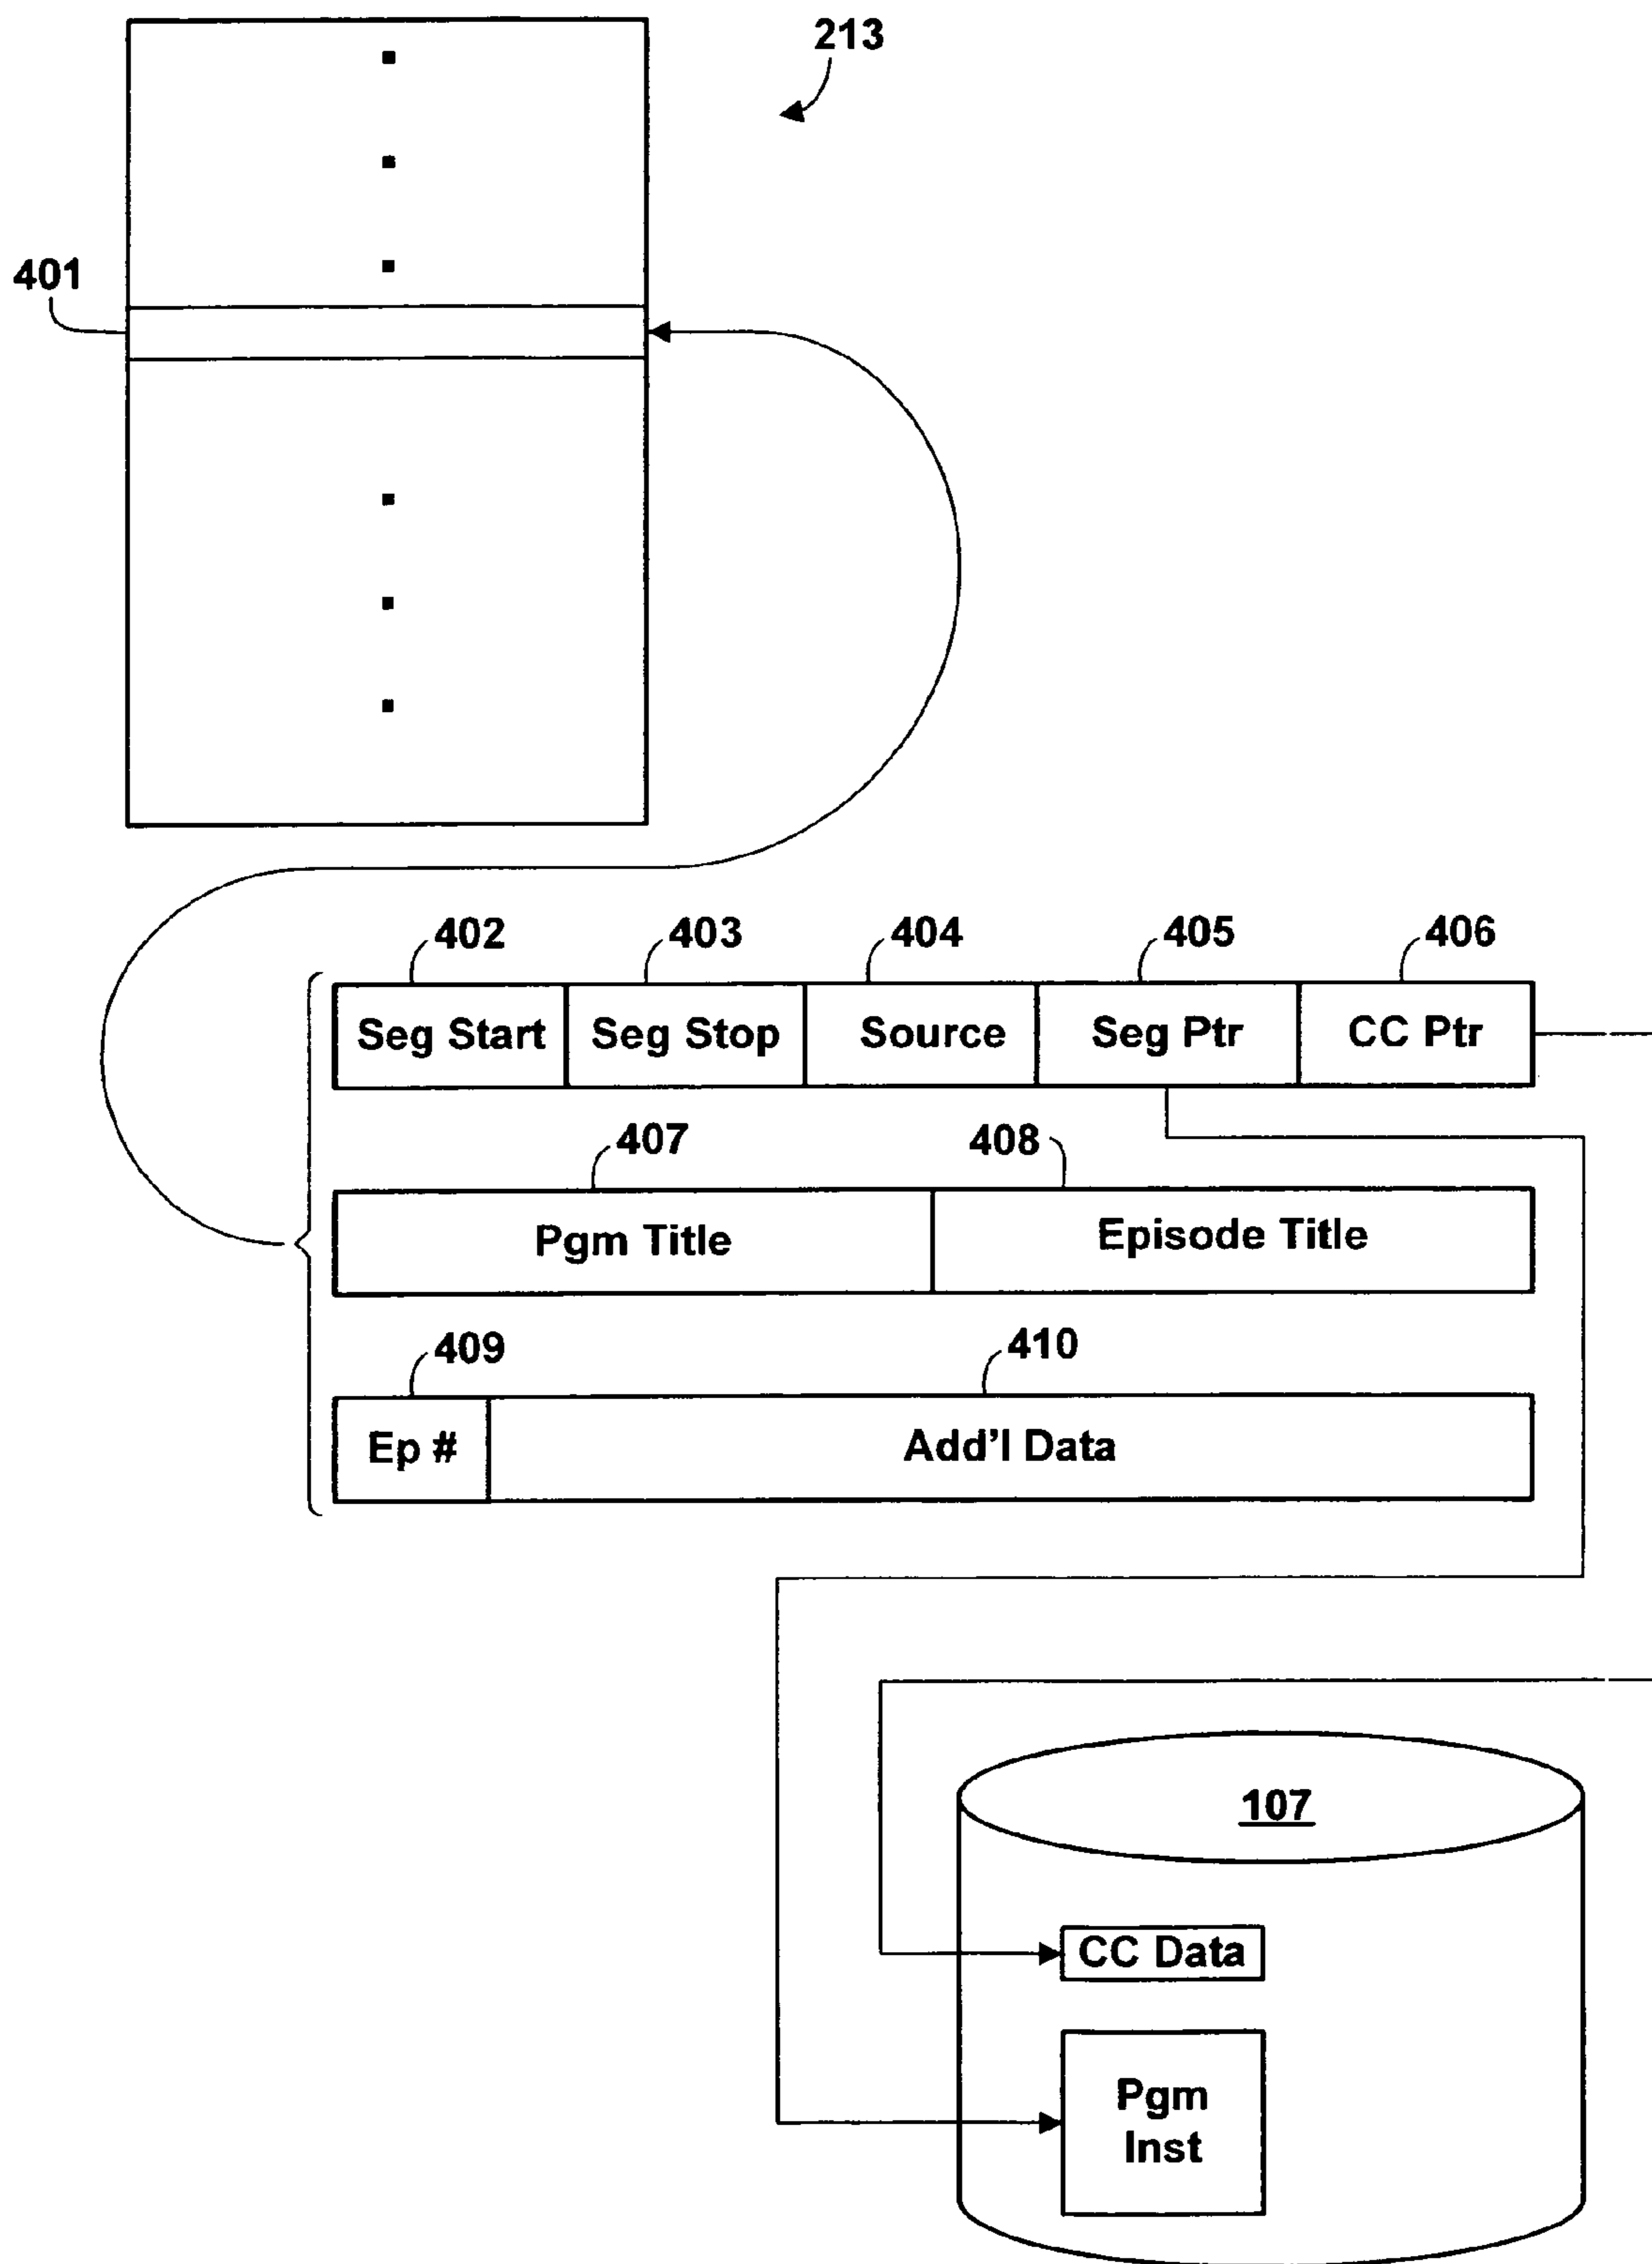 213
401
402
403
404
405
406
Seg Start
Seg Stop
Source
Seg Ptr
CC Ptr
407
408
Pgm Title
Episode Title
409
410
Ep #
Add'l Data
107
CC Data
Pgm
Inst